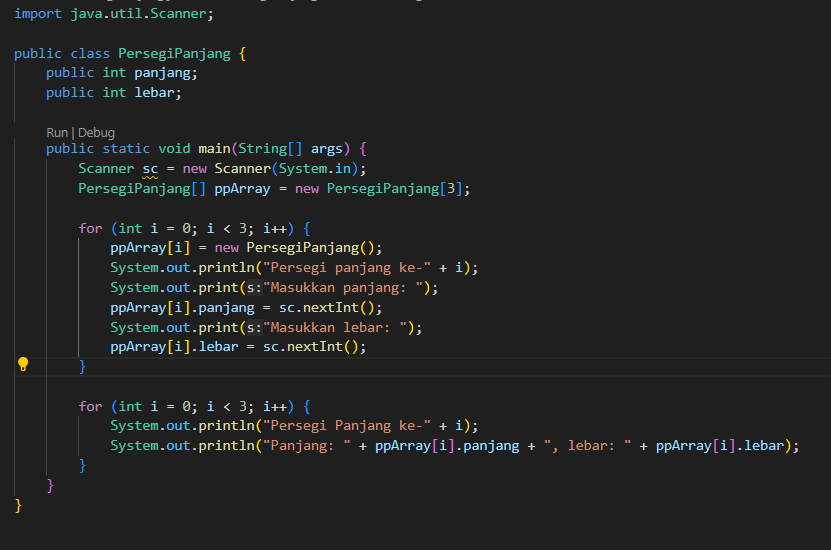 import java.util.Scanner;
public class PersegiPanjang {
public int panjang;
public int lebar;
Run | Debug
public static void main(String[] args) {
Scanner sc = new Scanner(System.in);
PersegiPanjang[] ppArray = new PersegiPanjang[3];
for (int i = 0; i < 3; i++) {
ppArray[i] = new PersegiPanjang();
System.out.println("Persegi panjang ke-" + i);
System.out.print(s:"Masukkan panjang: ");
ppArray[i].panjang = sc.nextInt();
System.out.print(s:"Masukkan lebar: ");
ppArray[i].lebar = sc.nextInt();
}
for (int i = 0; i < 3; i++) {
System.out.println("Persegi Panjang ke-" + i);
System.out.println("Panjang: " + ppArray[i].panjang + ", lebar: " + ppArray[i].lebar);
}
}
}